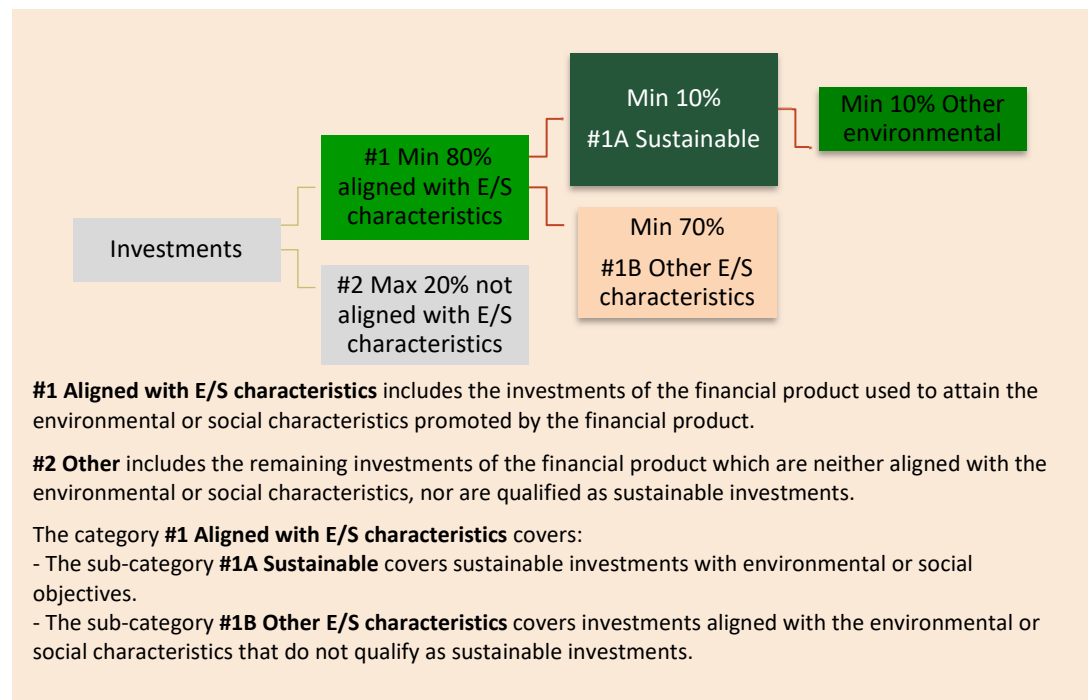 Investments
#1 Min 80%
aligned with E/S
characteristics
#2 Max 20% not
aligned with E/S
characteristics
Min 10%
#1A Sustainable
Min 70%
#1B Other E/S
characteristics
Min 10% Other
environmental
#1 Aligned with E/S characteristics includes the investments of the financial product used to attain the
environmental or social characteristics promoted by the financial product.
#2 Other includes the remaining investments of the financial product which are neither aligned with the
environmental or social characteristics, nor are qualified as sustainable investments.
The category #1 Aligned with E/S characteristics covers:
- The sub-category #1A Sustainable covers sustainable investments with environmental or social
objectives.
- The sub-category #1B Other E/S characteristics covers investments aligned with the environmental or
social characteristics that do not qualify as sustainable investments.